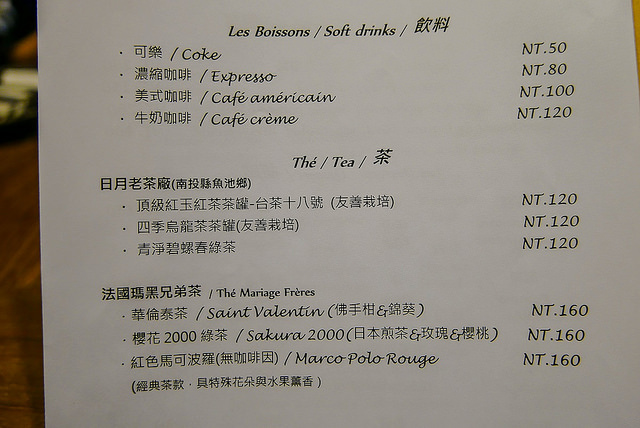 Les Boissons / Soft drinks / 飲料
· 可樂 / Coke NT.50
· 濃縮咖啡 / Expresso NT.80
· 美式咖啡 / Café américain NT.100
· 牛奶咖啡 / Café crème NT.120
Thé / Tea / 茶
日月老茶廠(南投縣魚池鄉)
· 頂級紅玉紅茶茶罐-台茶十八號 (友善栽培) NT.120
· 四季烏龍茶茶罐(友善栽培) NT.120
· 青淨碧螺春綠茶 NT.120
法國瑪黑兄弟茶 / Thé Mariage Frères
· 華倫泰茶 / Saint Valentin (佛手柑&錦葵) NT.160
· 櫻花 2000 綠茶 / Sakura 2000(日本煎茶&玫瑰&櫻桃) NT.160
· 紅色馬可波羅(無咖啡因) / Marco Polo Rouge NT.160
(經典茶款，具特殊花朵與水果薰香)